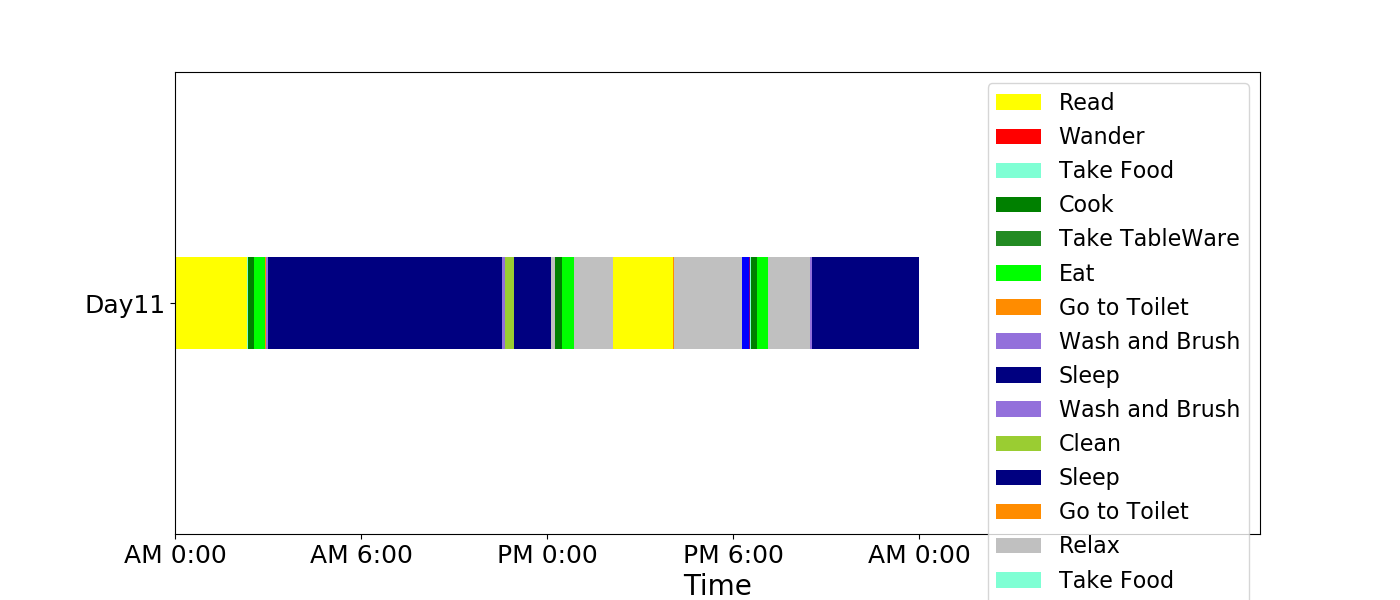 Read
Wander
Take Food
Cook
Take TableWare
Eat
Go to Toilet
Wash and Brush
Sleep
Wash and Brush
Clean
Sleep
Go to Toilet
Relax
Take Food
Day11
AM 0:00 AM 6:00 PM 0:00 PM 6:00 AM 0:00
Time